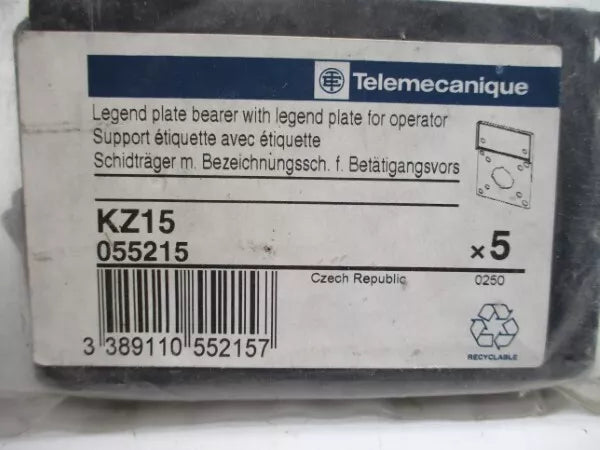 Telemecanique
Legend plate bearer with legend plate for operator
Support étiquette avec étiquette
Schidträger m. Bezeichnungssch. f. Betätigangsvors
KZ15
055215
x 5
Czech Republic
0250
3 389110 552157
RECYCLABLE